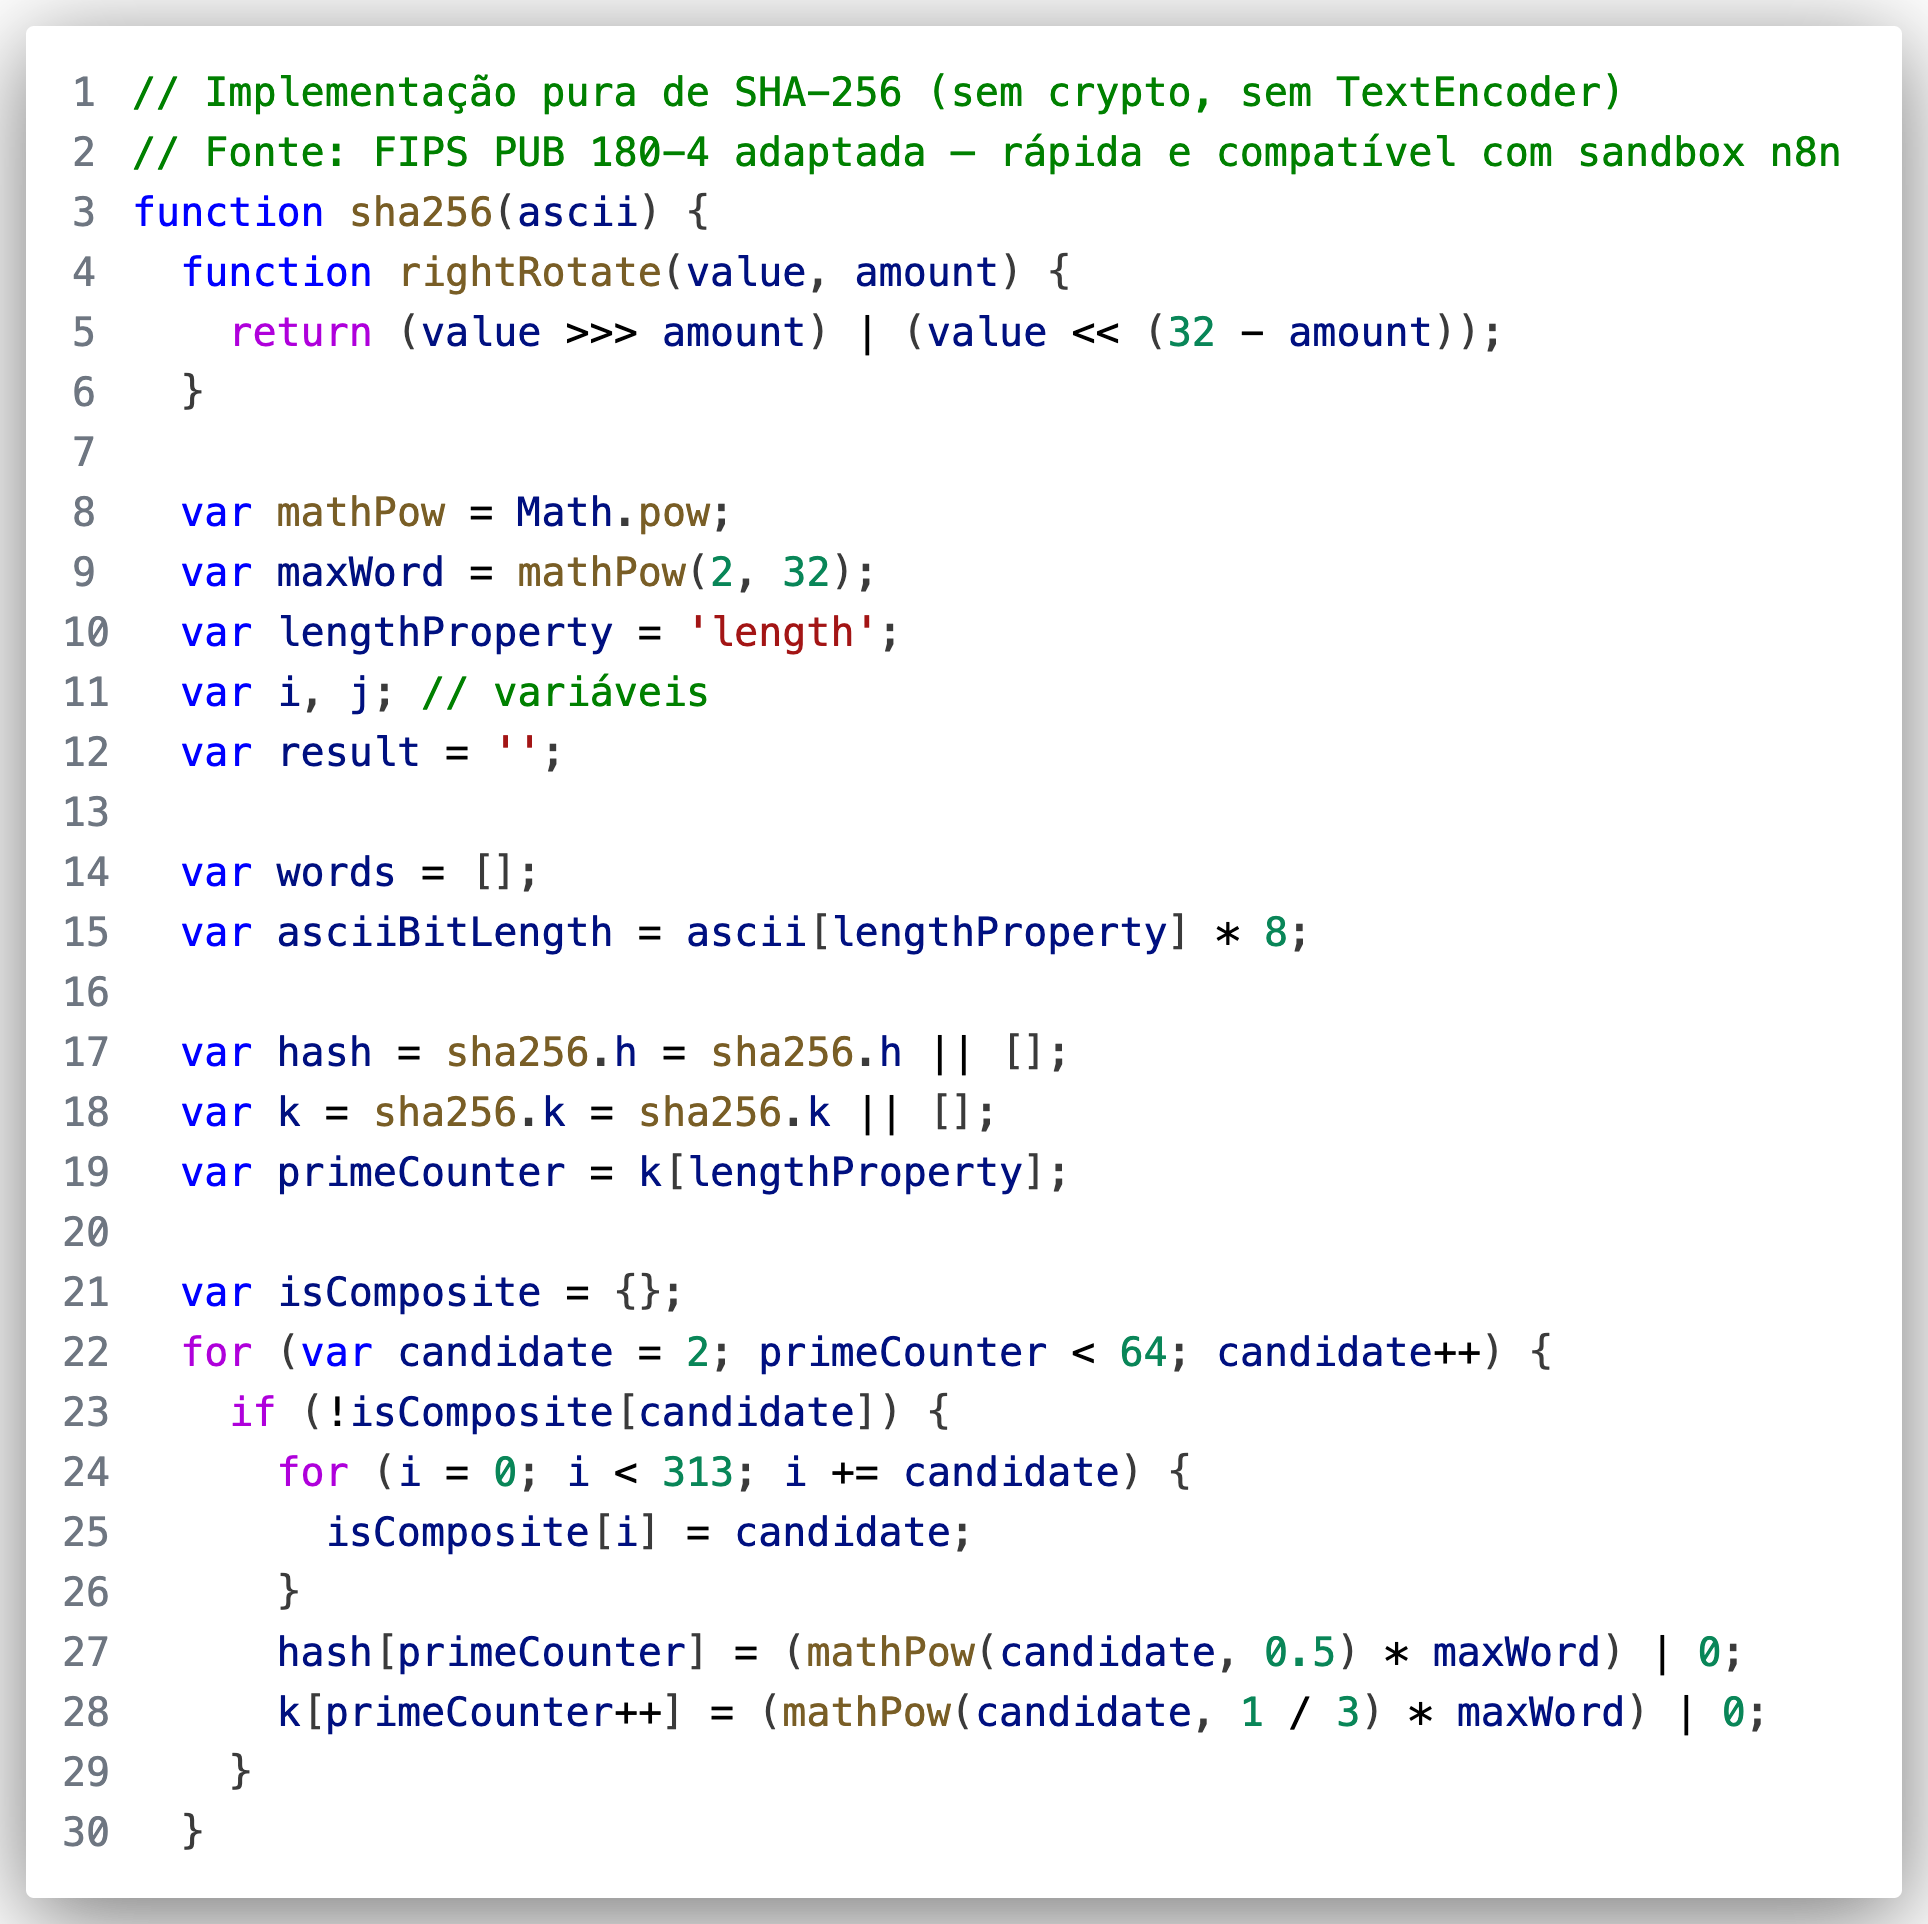 1 // Implementação pura de SHA-256 (sem crypto, sem TextEncoder)
2 // Fonte: FIPS PUB 180-4 adaptada – rápida e compatível com sandbox n8n
3 function sha256(ascii) {
4   function rightRotate(value, amount) {
5     return (value >>> amount) | (value << (32 - amount));
6   }
7
8   var mathPow = Math.pow;
9   var maxWord = mathPow(2, 32);
10   var lengthProperty = 'length';
11   var i, j; // variáveis
12   var result = '';
13
14   var words = [];
15   var asciiBitLength = ascii[lengthProperty] * 8;
16
17   var hash = sha256.h = sha256.h || [];
18   var k = sha256.k = sha256.k || [];
19   var primeCounter = k[lengthProperty];
20
21   var isComposite = {};
22   for (var candidate = 2; primeCounter < 64; candidate++) {
23     if (!isComposite[candidate]) {
24       for (i = 0; i < 313; i += candidate) {
25         isComposite[i] = candidate;
26       }
27       hash[primeCounter] = (mathPow(candidate, 0.5) * maxWord) | 0;
28       k[primeCounter++] = (mathPow(candidate, 1 / 3) * maxWord) | 0;
29     }
30   }